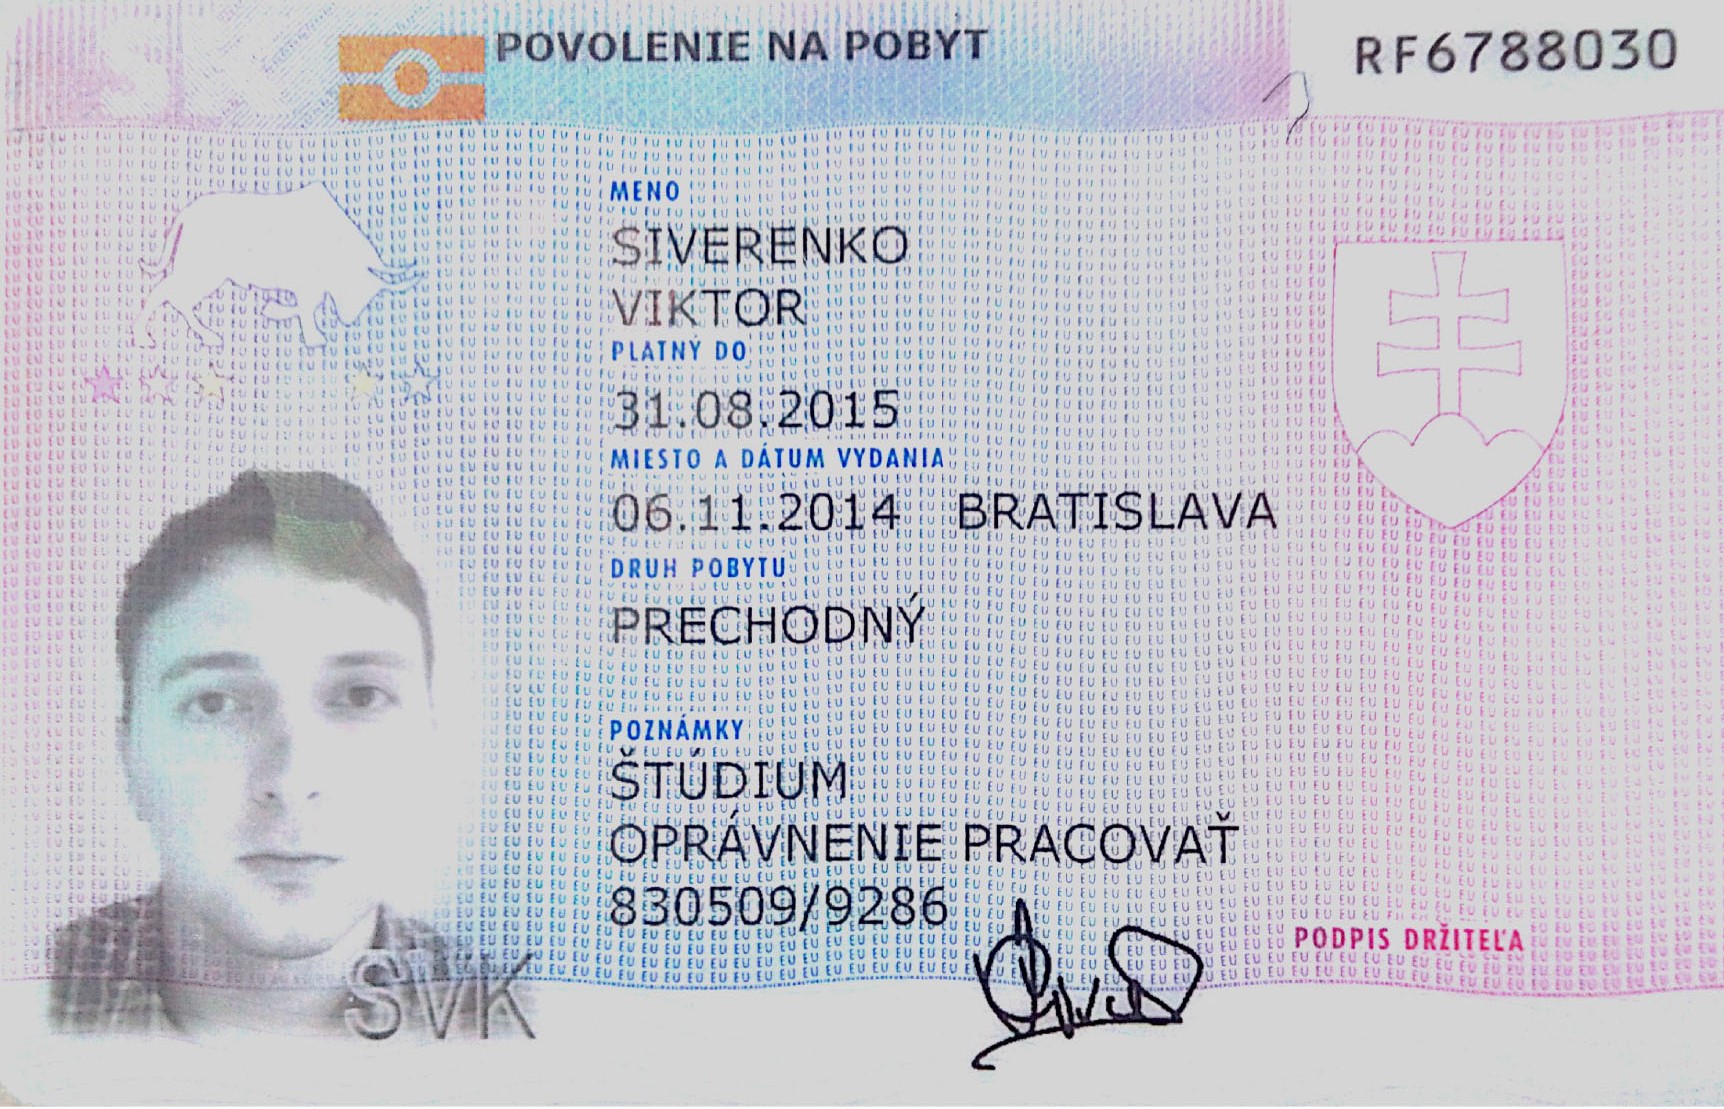 SK
POVOLENIE NA POBYT
RF6788030
MENO
SIVERENKO
VIKTOR
PLATNÝ DO
31.08.2015
MIESTO A DÁTUM VYDANIA
06.11.2014 BRATISLAVA
DRUH POBYTU
PRECHODNÝ
POZNÁMKY
ŠTÚDIUM
OPRÁVNENIE PRACOVAŤ
830509/9286
PODPIS DRŽITEĽA
SVK